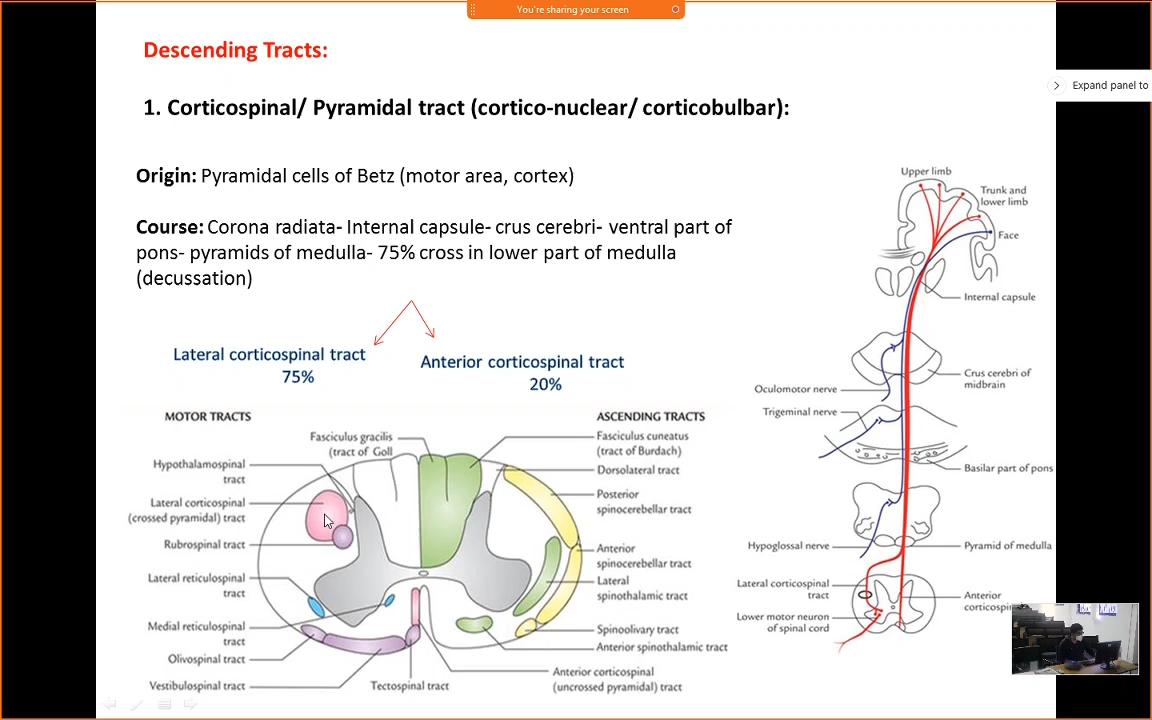 You're sharing your screen
Expand panel to
Descending Tracts:
1. Corticospinal/ Pyramidal tract (cortico-nuclear/ corticobulbar):
Origin: Pyramidal cells of Betz (motor area, cortex)
Course: Corona radiata- Internal capsule- crus cerebri- ventral part of
pons- pyramids of medulla- 75% cross in lower part of medulla
(decussation)
Lateral corticospinal tract
75%
Anterior corticospinal tract
20%
MOTOR TRACTS
Fasciculus gracilis
(tract of Goll
Hypothalamospinal
tract
Lateral corticospinal
(crossed pyramidal) tract
Rubrospinal tract
Lateral reticulospinal
tract
Medial reticulospinal
tract
Olivospinal tract
Vestibulospinal tract
Tectospinal tract
ASCENDING TRACTS
Fasciculus cuneatus
(tract of Burdach)
Dorsolateral tract
Posterior
spinocerebellar tract
Anterior
spinocerebellar tract
Lateral
spinothalamic tract
Spinoolivary tract
Anterior spinothalamic tract
Anterior corticospinal
(uncrossed pyramidal) tract
Upper limb
Trunk and
lower limb
Face
Internal capsule
Crus cerebri of
midbrain
Oculomotor nerve
Trigeminal nerve
Basilar part of pons
Hypoglossal nerve
Pyramid of medulla
Lateral corticospinal
tract
Anterior
Lower motor neuron
of spinal cord